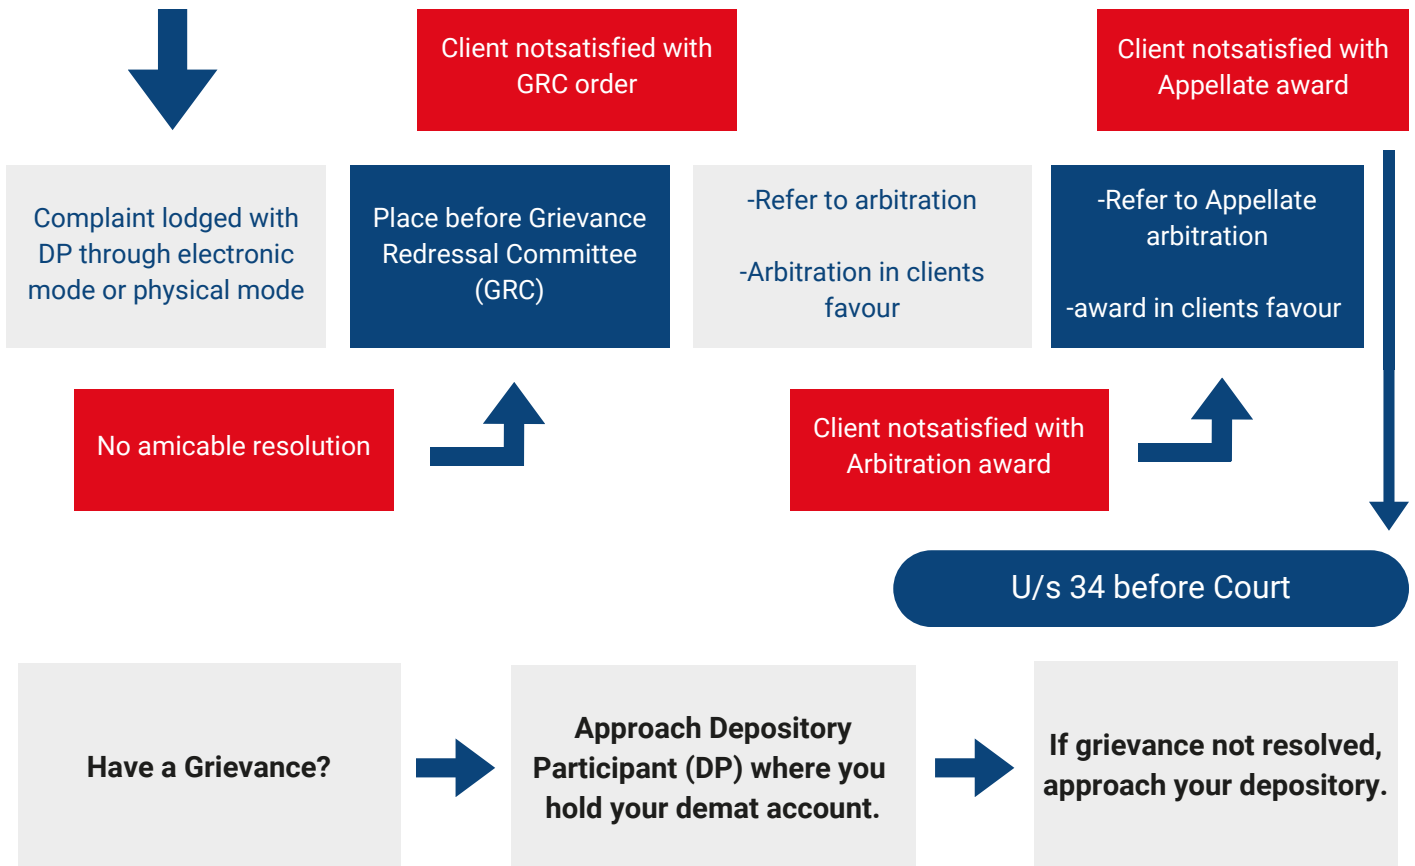 Client notsatisfied with
GRC order
Client notsatisfied with
Appellate award
Complaint lodged with
DP through electronic
mode or physical mode
Place before Grievance
Redressal Committee
(GRC)
-Refer to arbitration
-Arbitration in clients
favour
-Refer to Appellate
arbitration
-award in clients favour
No amicable resolution
Client notsatisfied with
Arbitration award
U/s 34 before Court
Have a Grievance?
Approach Depository
Participant (DP) where you
hold your demat account.
If grievance not resolved,
approach your depository.